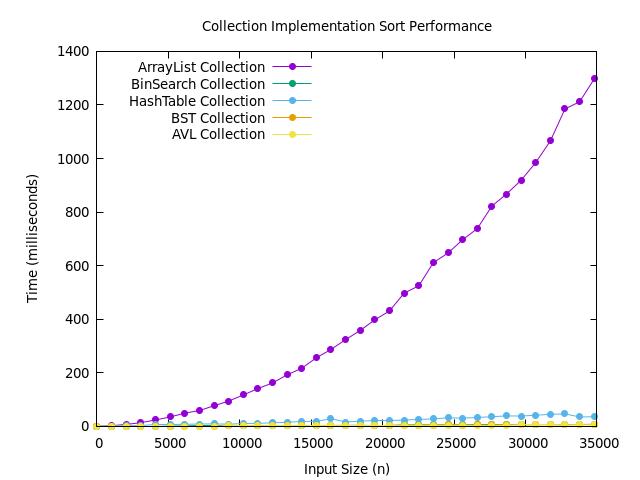 Collection Implementation Sort Performance
1400
1200
1000
800
600
400
200
0
Time (milliseconds)
ArrayList Collection
BinSearch Collection
HashTable Collection
BST Collection
AVL Collection
0 5000 10000 15000 20000 25000 30000 35000
Input Size (n)